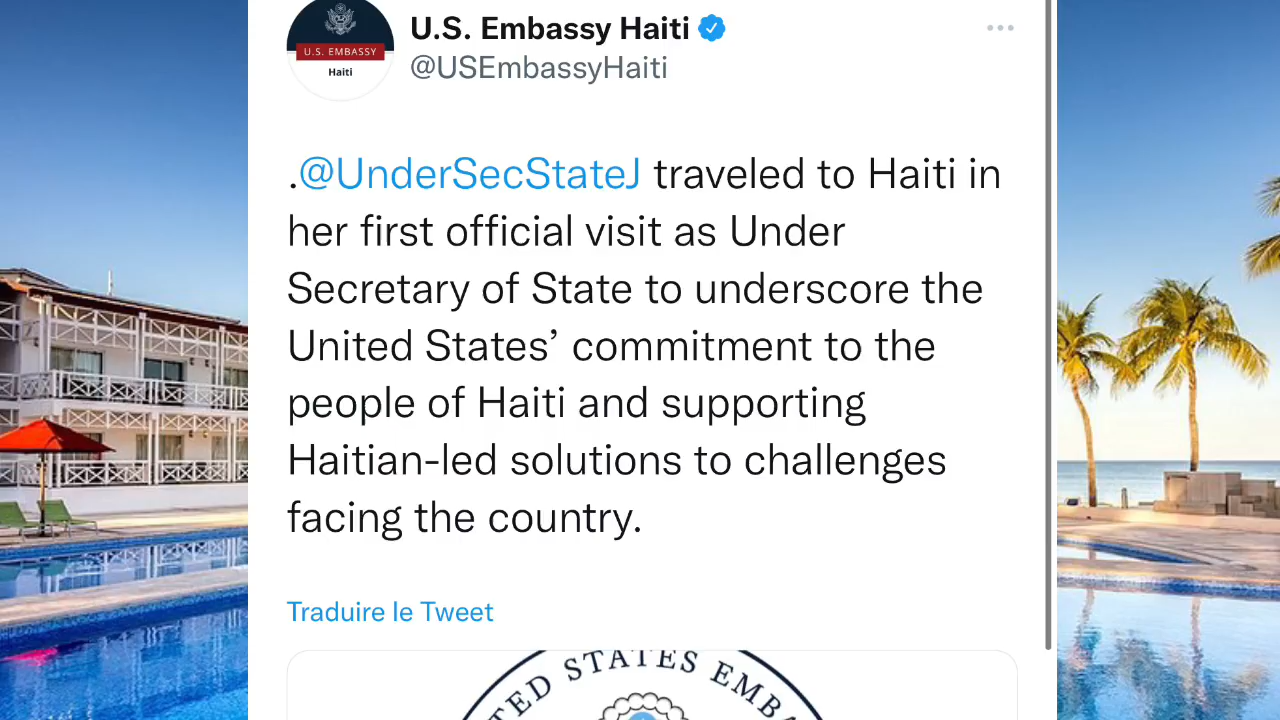 U.S. EMBASSY
Haiti
U.S. Embassy Haiti
@USEmbassyHaiti
.@UnderSecStateJ traveled to Haiti in
her first official visit as Under
Secretary of State to underscore the
United States’ commitment to the
people of Haiti and supporting
Haitian-led solutions to challenges
facing the country.
Traduire le Tweet
STATES